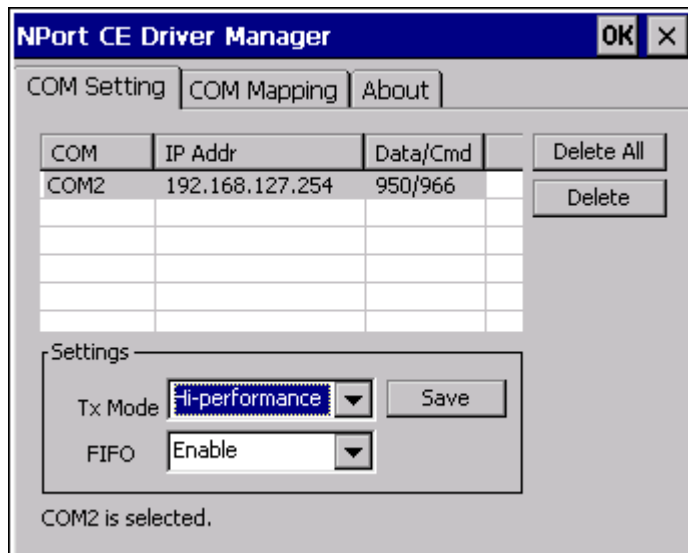 NPort CE Driver Manager OK ×
COM Setting COM Mapping About
COM IP Addr Data/Cmd Delete All
COM2 192.168.127.254 950/966
Delete
Settings
Tx Mode Hi-performance Save
FIFO Enable
COM2 is selected.